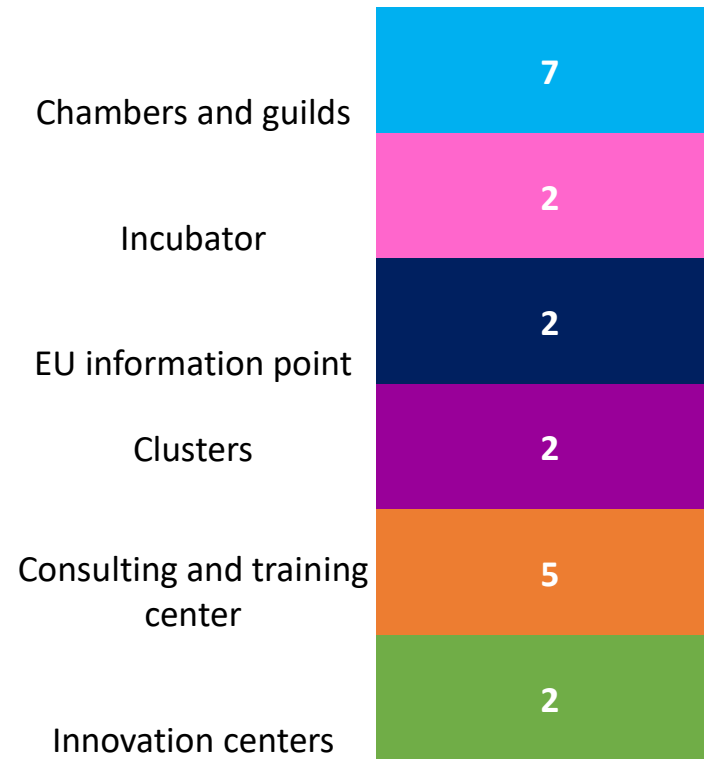 7
Chambers and guilds
2
Incubator
2
EU information point
2
Clusters
5
Consulting and training
center
2
Innovation centers